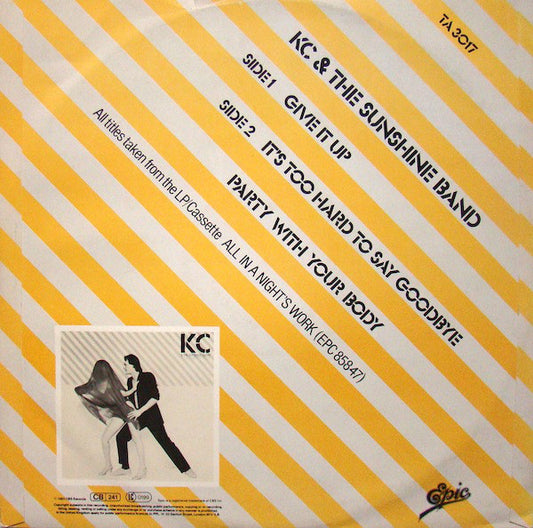 TA 3017
KC & THE SUNSHINE BAND
SIDE 1 GIVE IT UP
SIDE 2 IT'S TOO HARD TO SAY GOODBYE
PARTY WITH YOUR BODY
All titles taken from the LP/Cassette ALL IN A NIGHT'S WORK (EPC 85847)
KC
CB 241
Epic